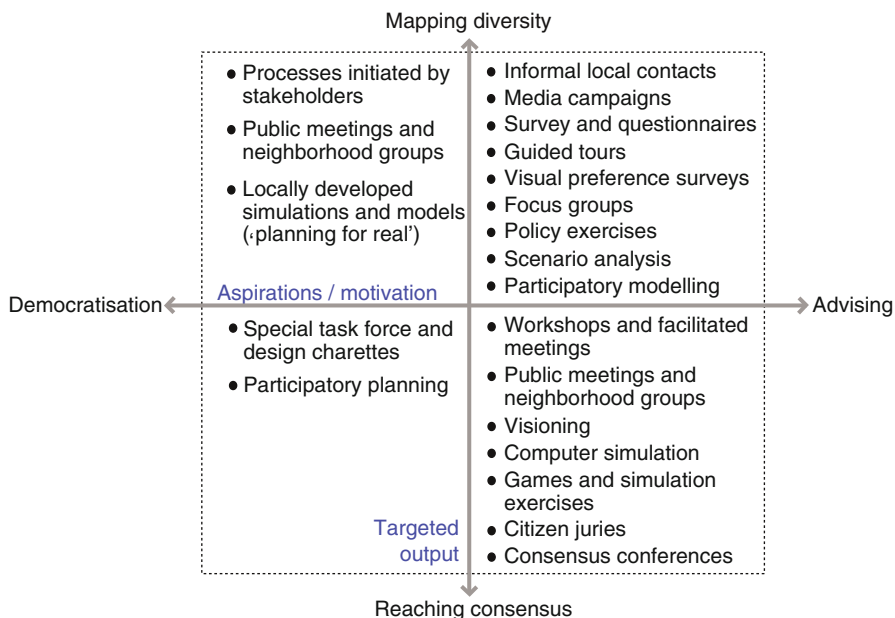 Mapping diversity
• Processes initiated by
stakeholders
• Public meetings and
neighborhood groups
• Locally developed
simulations and models
(‘planning for real’)
• Informal local contacts
• Media campaigns
• Survey and questionnaires
• Guided tours
• Visual preference surveys
• Focus groups
• Policy exercises
• Scenario analysis
• Participatory modelling
Democratisation
Aspirations / motivation
Advising
• Special task force and
design charettes
• Participatory planning
• Workshops and facilitated
meetings
• Public meetings and
neighborhood groups
• Visioning
• Computer simulation
• Games and simulation
exercises
• Citizen juries
• Consensus conferences
Targeted
output
Reaching consensus